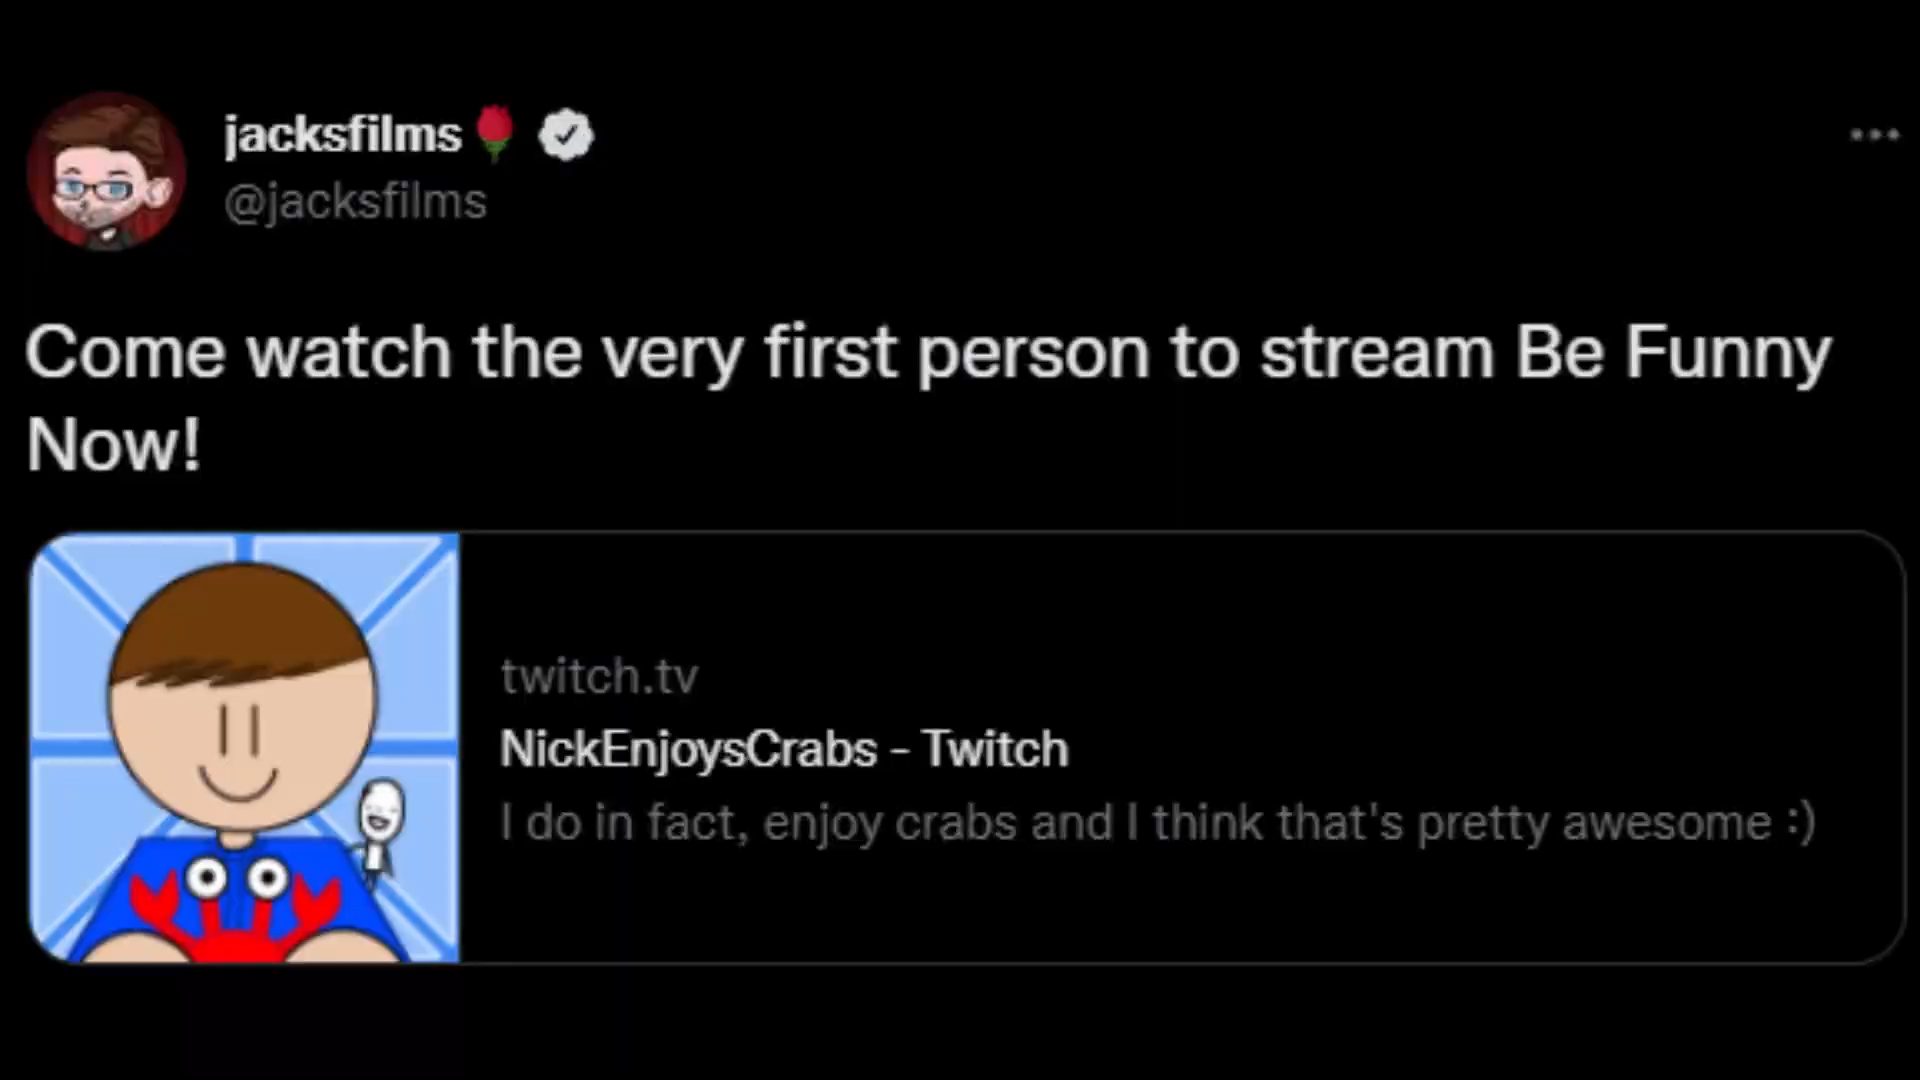 jacksfilms🌹
@jacksfilms
Come watch the very first person to stream Be Funny
Now!
twitch.tv
NickEnjoysCrabs - Twitch
I do in fact, enjoy crabs and I think that's pretty awesome :)